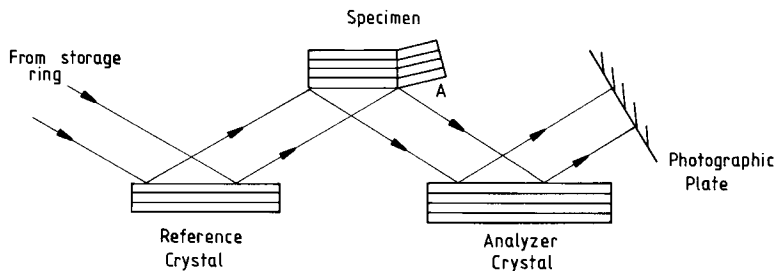 Specimen
From storage
ring
A
Photographic
Plate
Reference
Crystal
Analyzer
Crystal